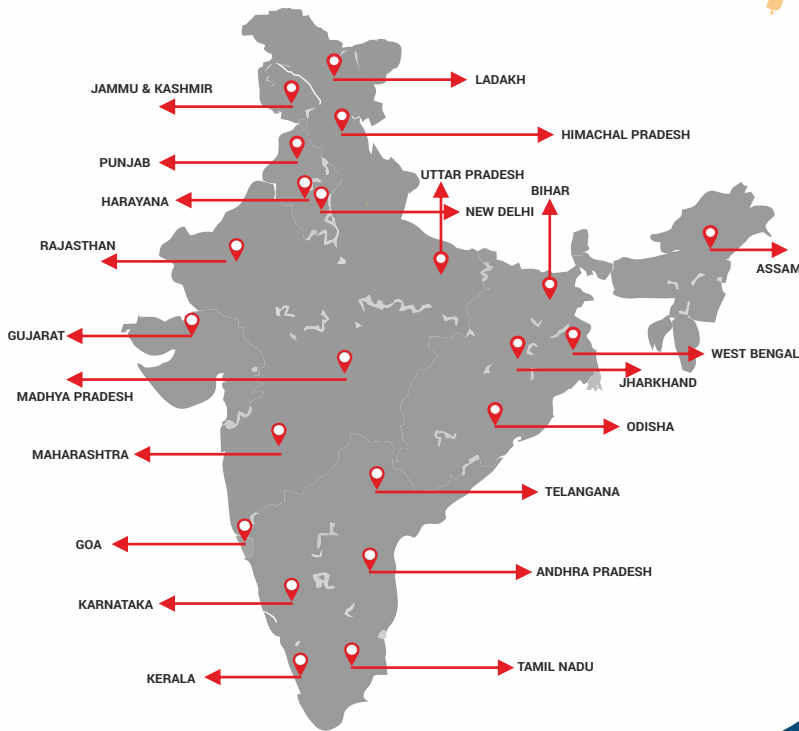 LADAKH
JAMMU & KASHMIR
HIMACHAL PRADESH
PUNJAB
UTTAR PRADESH
BIHAR
HARAYANA
NEW DELHI
RAJASTHAN
ASSAM
GUJARAT
WEST BENGAL
JHARKHAND
MADHYA PRADESH
ODISHA
MAHARASHTRA
TELANGANA
GOA
ANDHRA PRADESH
KARNATAKA
TAMIL NADU
KERALA